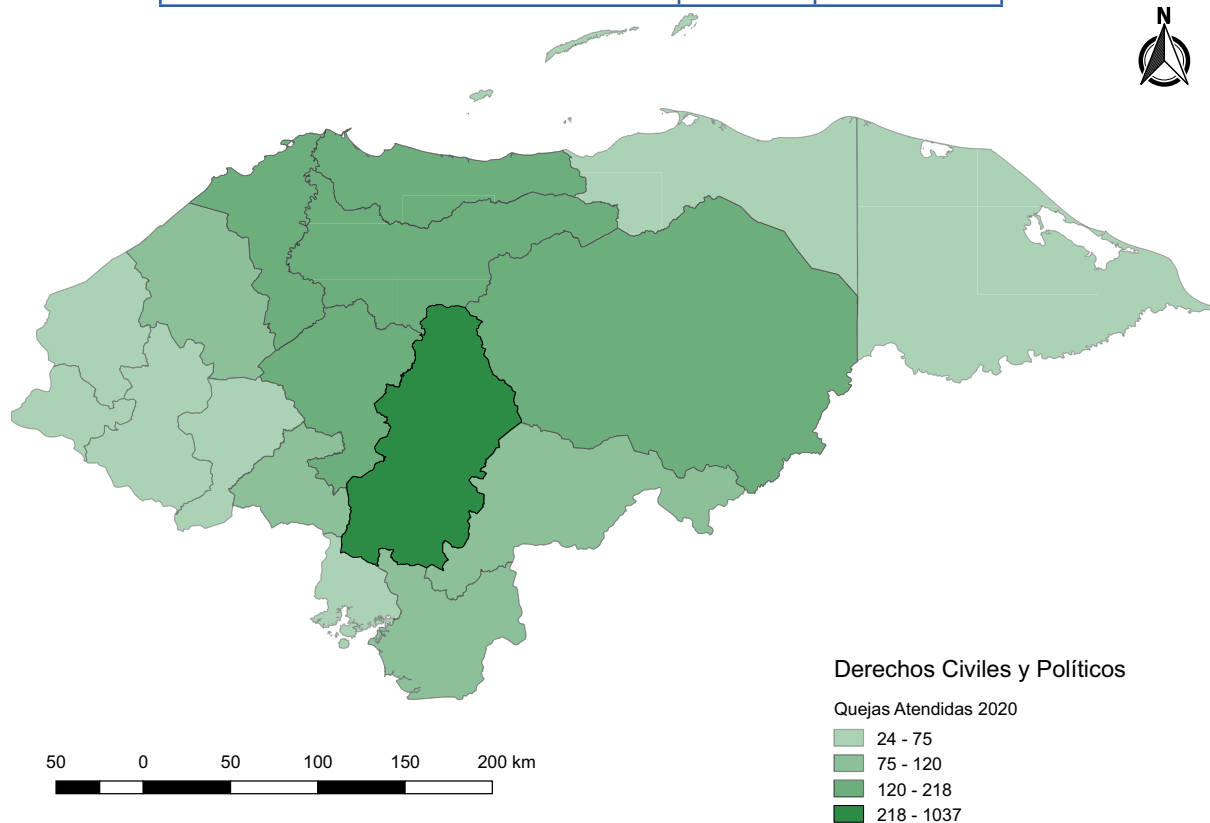 N
Derechos Civiles y Políticos
Quejas Atendidas 2020
24 - 75
75 - 120
120 - 218
218 - 1037
50 0 50 100 150 200 km